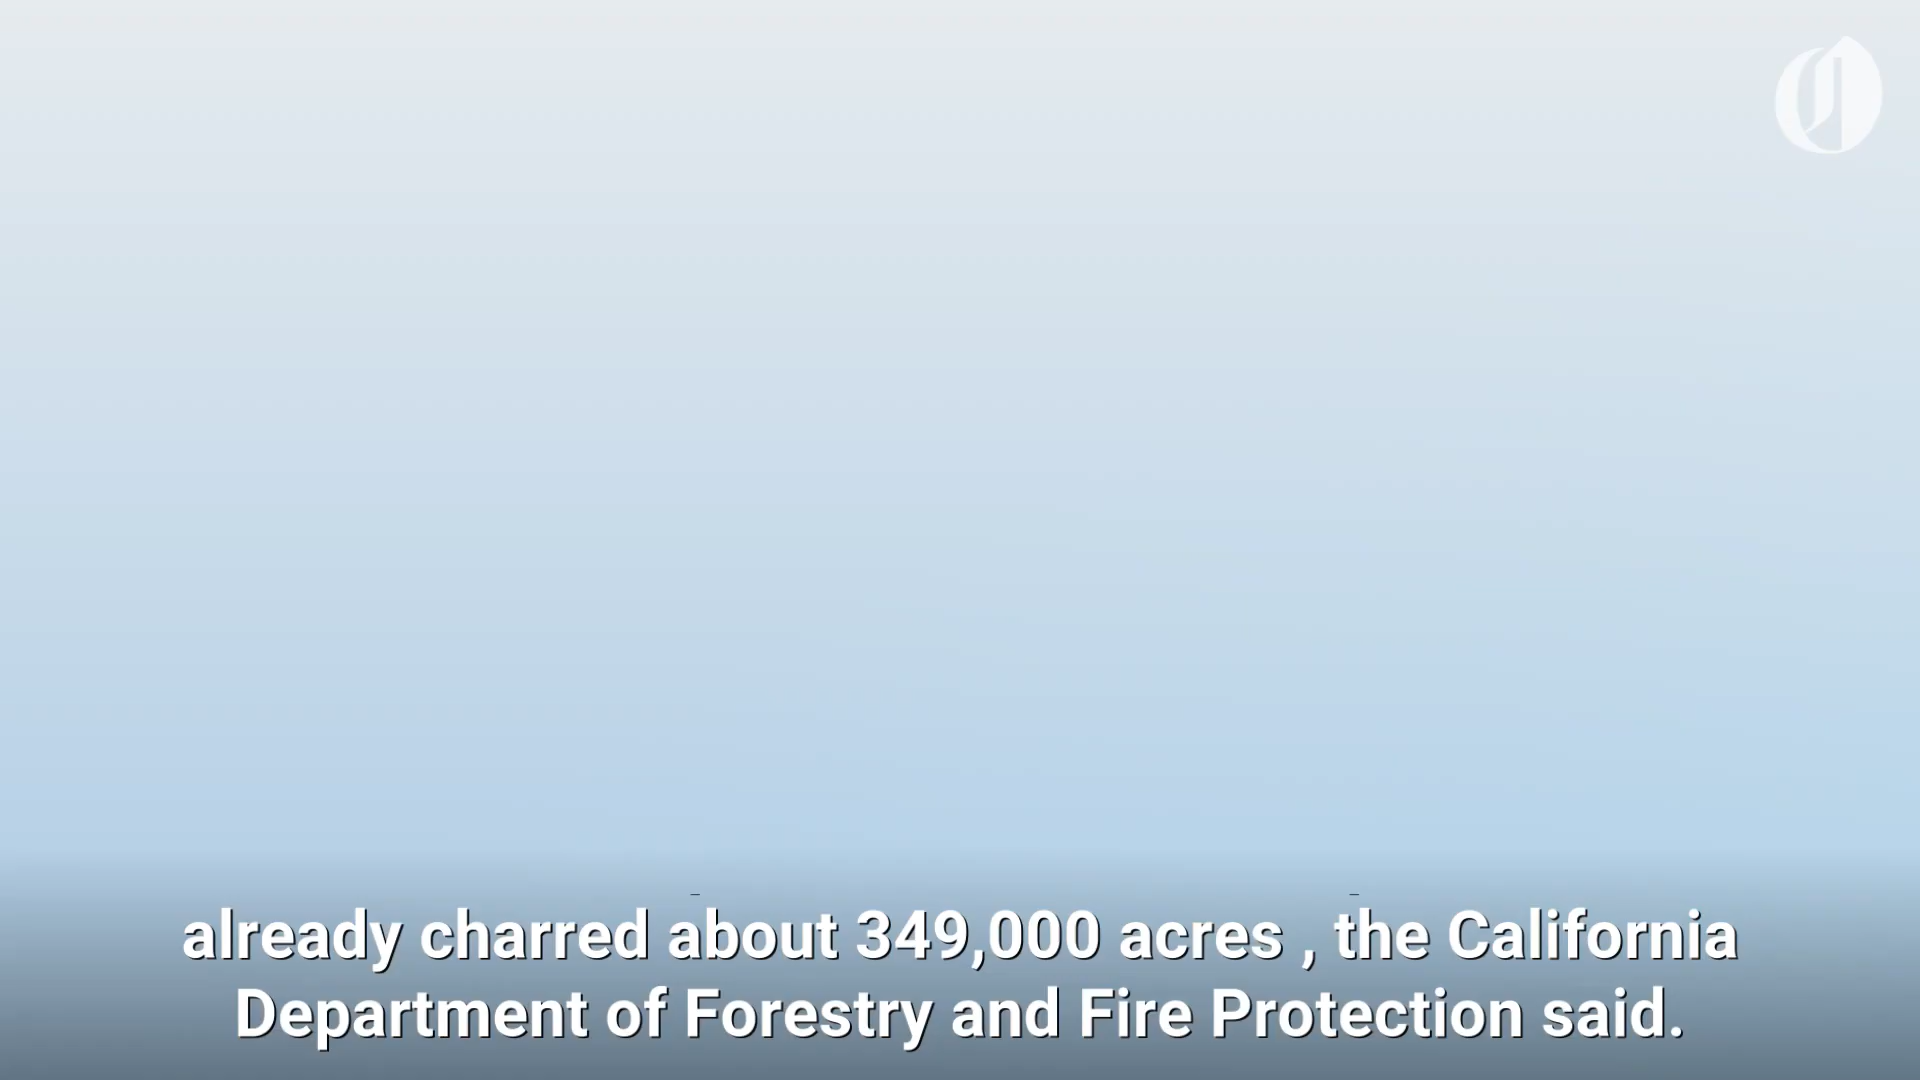 already charred about 349,000 acres , the California
Department of Forestry and Fire Protection said.